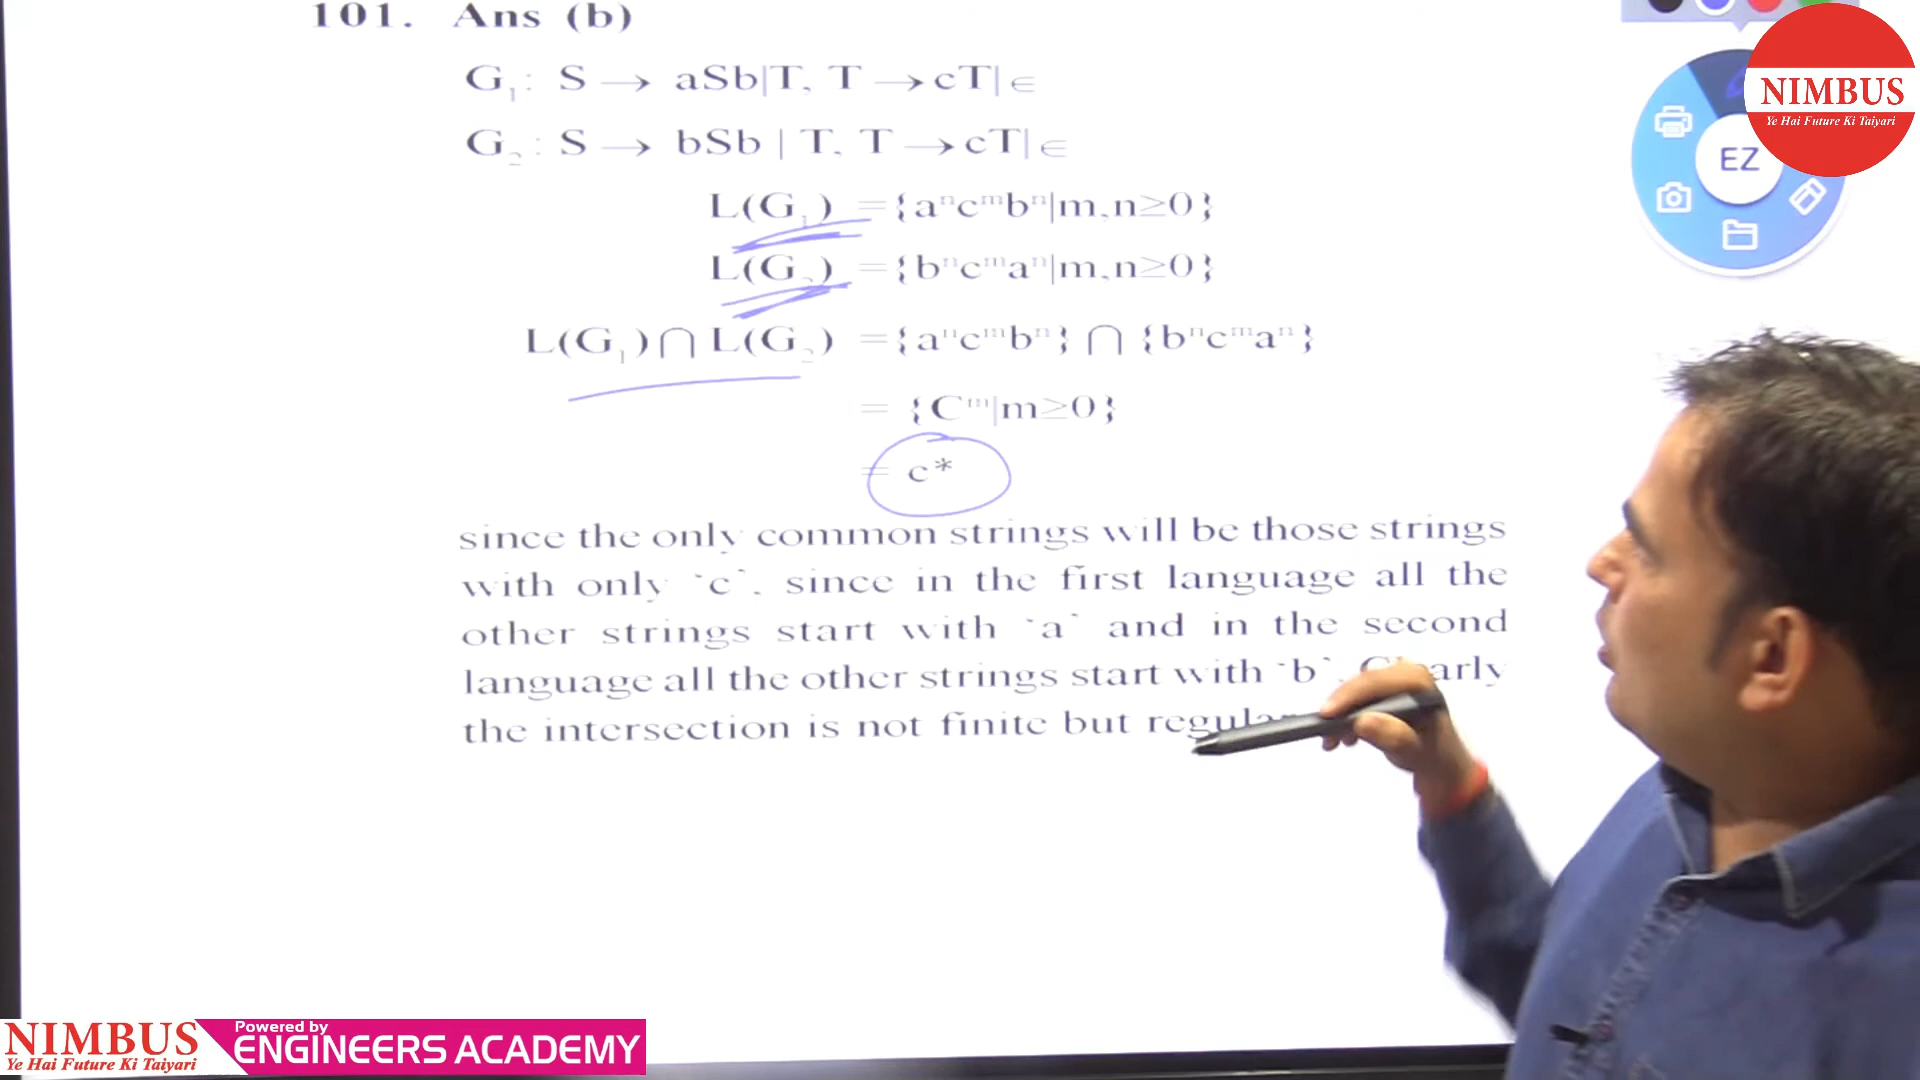 101. Ans (b)
G₁: S → aSb|T, T → cT|∈
G₂: S → bSb | T, T → cT|∈
L(G₁) = {aⁿcᵐbⁿ|m,n≥0}
L(G₂) = {bⁿcᵐaⁿ|m,n≥0}
L(G₁)∩L(G₂) = {aⁿcᵐbⁿ} ∩ {bⁿcᵐaⁿ}
= {Cᵐ|m≥0}
= c*
since the only common strings will be those strings
with only 'c', since in the first language all the
other strings start with 'a' and in the second
language all the other strings start with 'b'. Clearly
the intersection is not finite but regular
EZ
NIMBUS
Ye Hai Future Ki Taiyari
NIMBUS
Ye Hai Future Ki Taiyari
Powered by
ENGINEERS ACADEMY